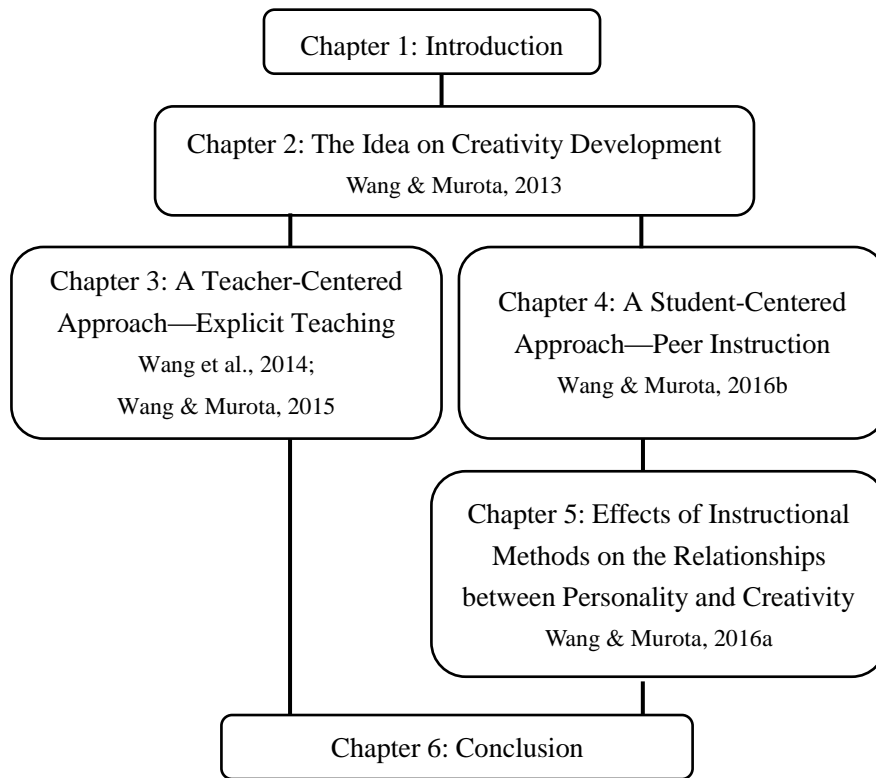 Chapter 1: Introduction
Chapter 2: The Idea on Creativity Development
Wang & Murota, 2013
Chapter 3: A Teacher-Centered
Approach—Explicit Teaching
Wang et al., 2014;
Wang & Murota, 2015
Chapter 4: A Student-Centered
Approach—Peer Instruction
Wang & Murota, 2016b
Chapter 5: Effects of Instructional
Methods on the Relationships
between Personality and Creativity
Wang & Murota, 2016a
Chapter 6: Conclusion